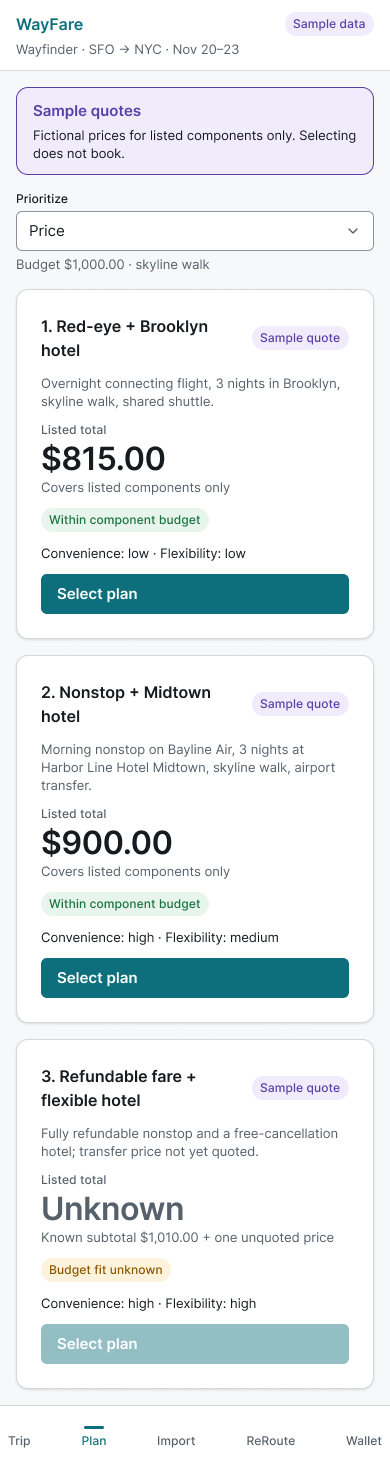 WayFare
Sample data
Wayfinder · SFO → NYC · Nov 20–23
Sample quotes
Fictional prices for listed components only. Selecting
does not book.
Prioritize
Price
Budget $1,000.00 · skyline walk
1. Red-eye + Brooklyn
hotel
Sample quote
Overnight connecting flight, 3 nights in Brooklyn,
skyline walk, shared shuttle.
Listed total
$815.00
Covers listed components only
Within component budget
Convenience: low · Flexibility: low
Select plan
2. Nonstop + Midtown
hotel
Sample quote
Morning nonstop on Bayline Air, 3 nights at
Harbor Line Hotel Midtown, skyline walk, airport
transfer.
Listed total
$900.00
Covers listed components only
Within component budget
Convenience: high · Flexibility: medium
Select plan
3. Refundable fare +
flexible hotel
Sample quote
Fully refundable nonstop and a free-cancellation
hotel; transfer price not yet quoted.
Listed total
Unknown
Known subtotal $1,010.00 + one unquoted price
Budget fit unknown
Convenience: high · Flexibility: high
Select plan
Trip
Plan
Import
ReRoute
Wallet